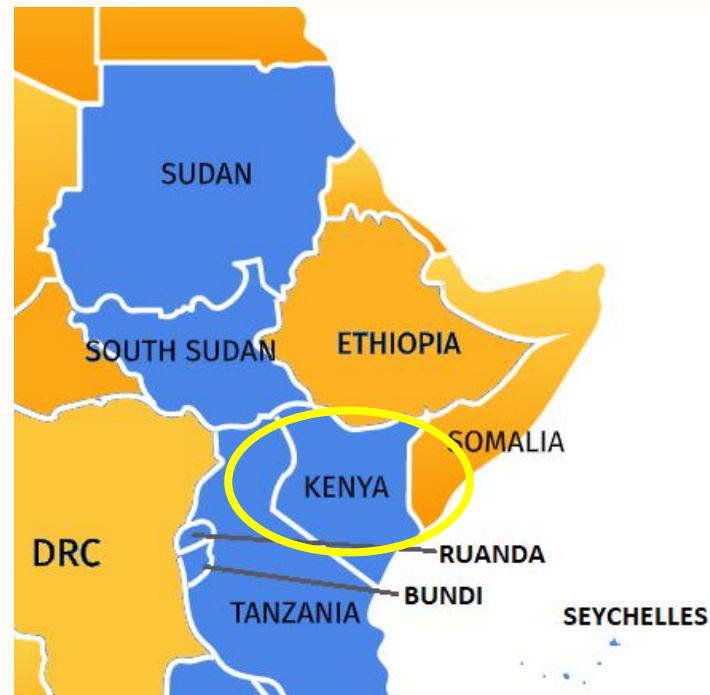 SUDAN
SOUTH SUDAN
ETHIOPIA
SOMALIA
KENYA
DRC
RUANDA
BUNDI
TANZANIA
SEYCHELLES